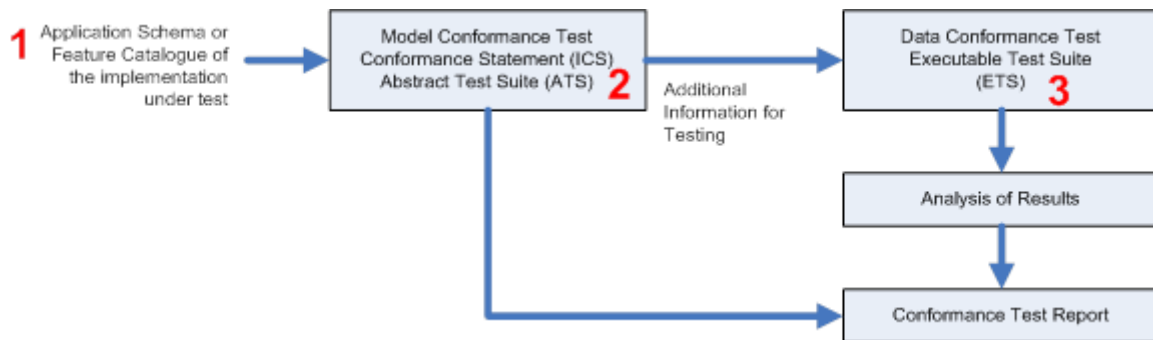 1
Application Schema or
Feature Catalogue of
the implementation
under test
Model Conformance Test
Conformance Statement (ICS)
Abstract Test Suite (ATS)
2
Additional
Information for
Testing
Data Conformance Test
Executable Test Suite
(ETS)
3
Analysis of Results
Conformance Test Report